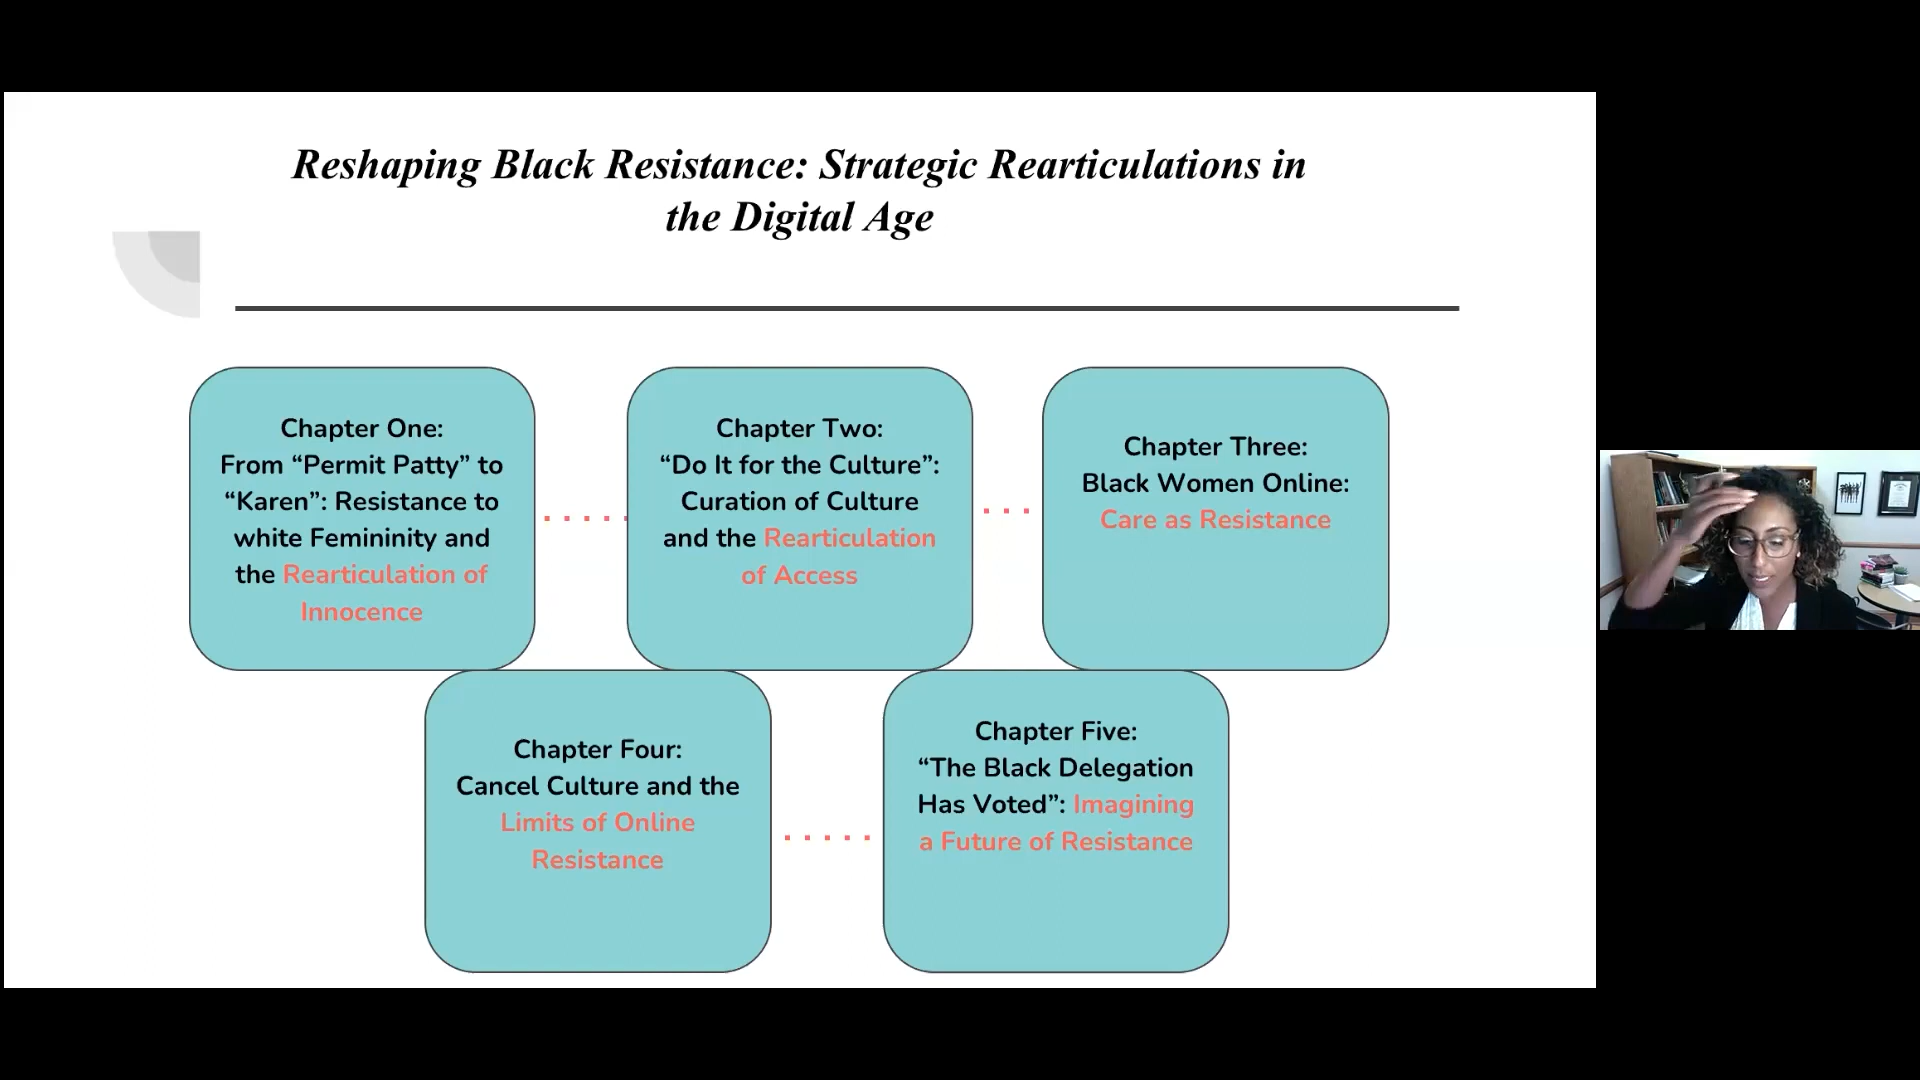 Reshaping Black Resistance: Strategic Rearticulations in
the Digital Age
Chapter One:
From “Permit Patty” to
“Karen”: Resistance to
white Femininity and
the Rearticulation of
Innocence
Chapter Two:
“Do It for the Culture”:
Curation of Culture
and the Rearticulation
of Access
Chapter Three:
Black Women Online:
Care as Resistance
Chapter Four:
Cancel Culture and the
Limits of Online
Resistance
Chapter Five:
“The Black Delegation
Has Voted”: Imagining
a Future of Resistance